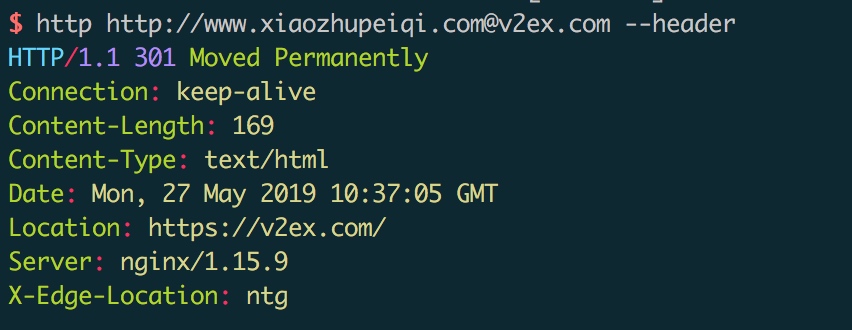 $ http http://www.xiaozhupeiqi.com@v2ex.com --header
HTTP/1.1 301 Moved Permanently
Connection: keep-alive
Content-Length: 169
Content-Type: text/html
Date: Mon, 27 May 2019 10:37:05 GMT
Location: https://v2ex.com/
Server: nginx/1.15.9
X-Edge-Location: ntg